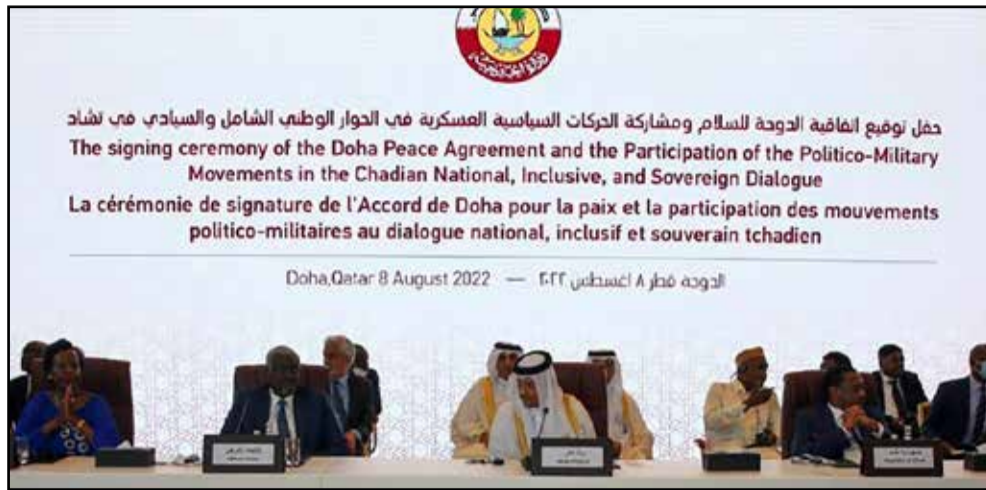 حفل توقيع اتفاقية الدوحة للسلام ومشاركة الحركات السياسية العسكرية في الحوار الوطني الشامل والسيادي في تشاد
The signing ceremony of the Doha Peace Agreement and the Participation of the Politico-Military
Movements in the Chadian National, Inclusive, and Sovereign Dialogue
La cérémonie de signature de l'Accord de Doha pour la paix et la participation des mouvements
politico-militaires au dialogue national, inclusif et souverain tchadien
Doha,Qatar 8 August 2022 — الدوحة قطر ٨ اغسطس ٢٠٢٢